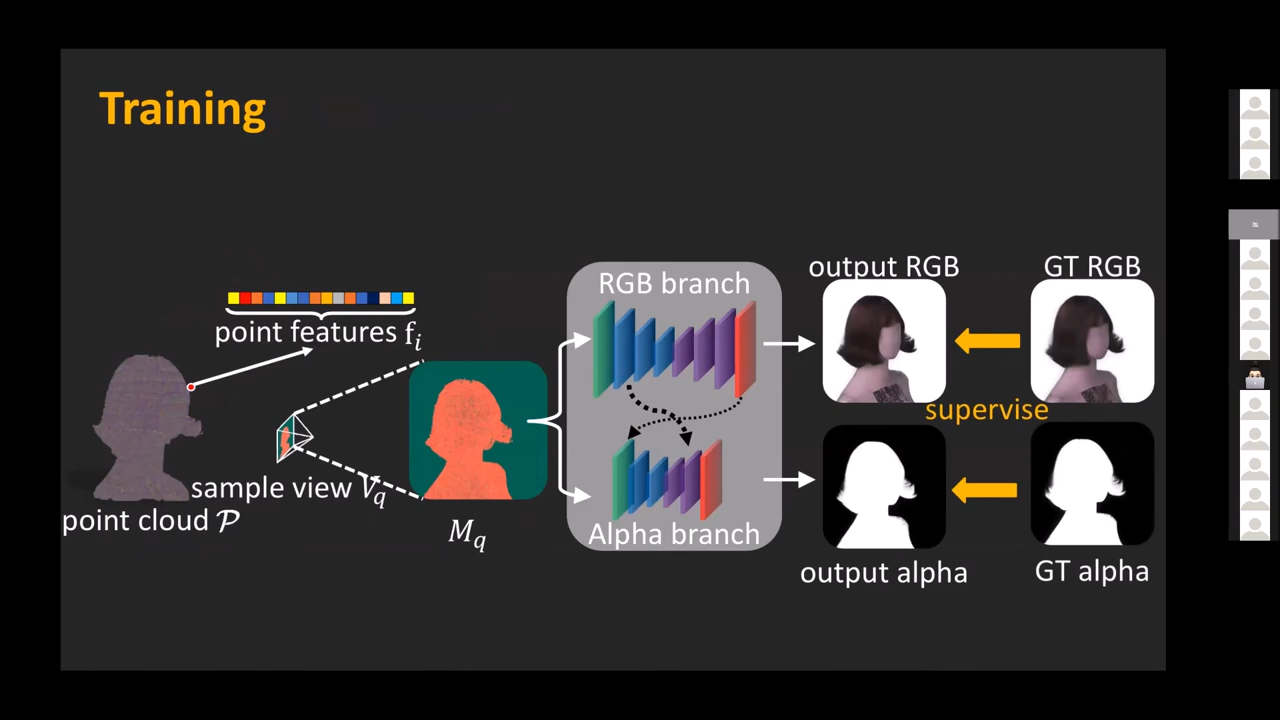 Training
point features f_i
output RGB
GT RGB
RGB branch
supervise
sample view V_q
point cloud 𝒫
M_q
Alpha branch
output alpha
GT alpha